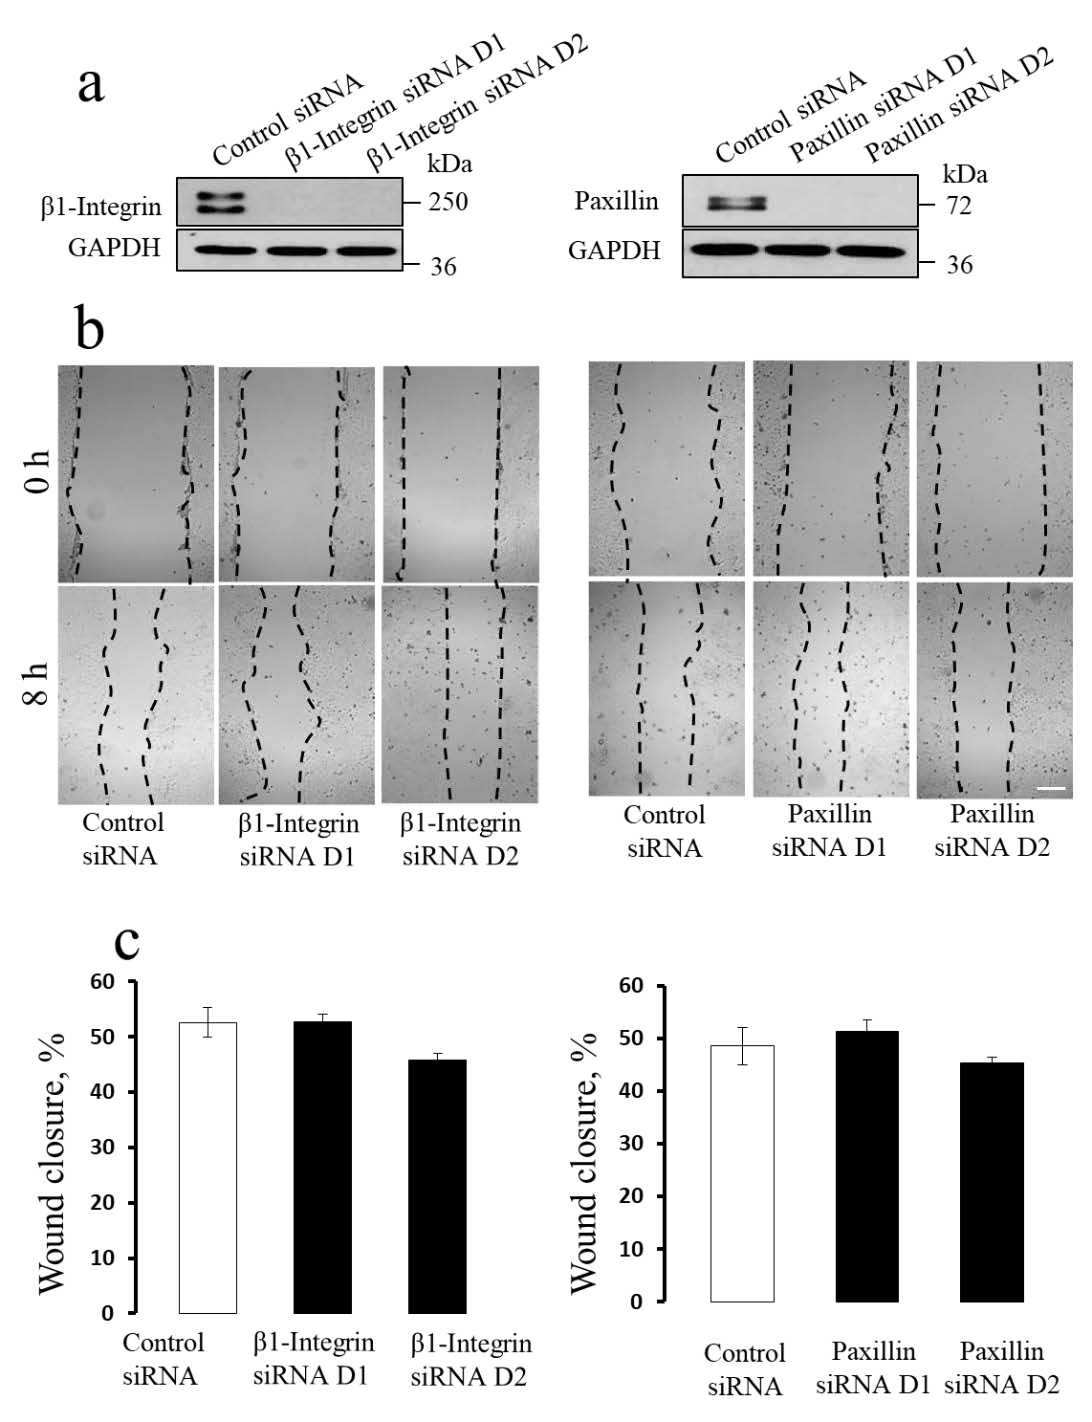 a
Control siRNA
β1-Integrin siRNA D1
β1-Integrin siRNA D2
kDa
β1-Integrin
250
GAPDH
36
Control siRNA
Paxillin siRNA D1
Paxillin siRNA D2
kDa
Paxillin
72
GAPDH
36
b
0 h
8 h
Control
siRNA
β1-Integrin
siRNA D1
β1-Integrin
siRNA D2
Control
siRNA
Paxillin
siRNA D1
Paxillin
siRNA D2
c
Wound closure, %
60
50
40
30
20
10
0
Control
siRNA
β1-Integrin
siRNA D1
β1-Integrin
siRNA D2
Wound closure, %
60
50
40
30
20
10
0
Control
siRNA
Paxillin
siRNA D1
Paxillin
siRNA D2